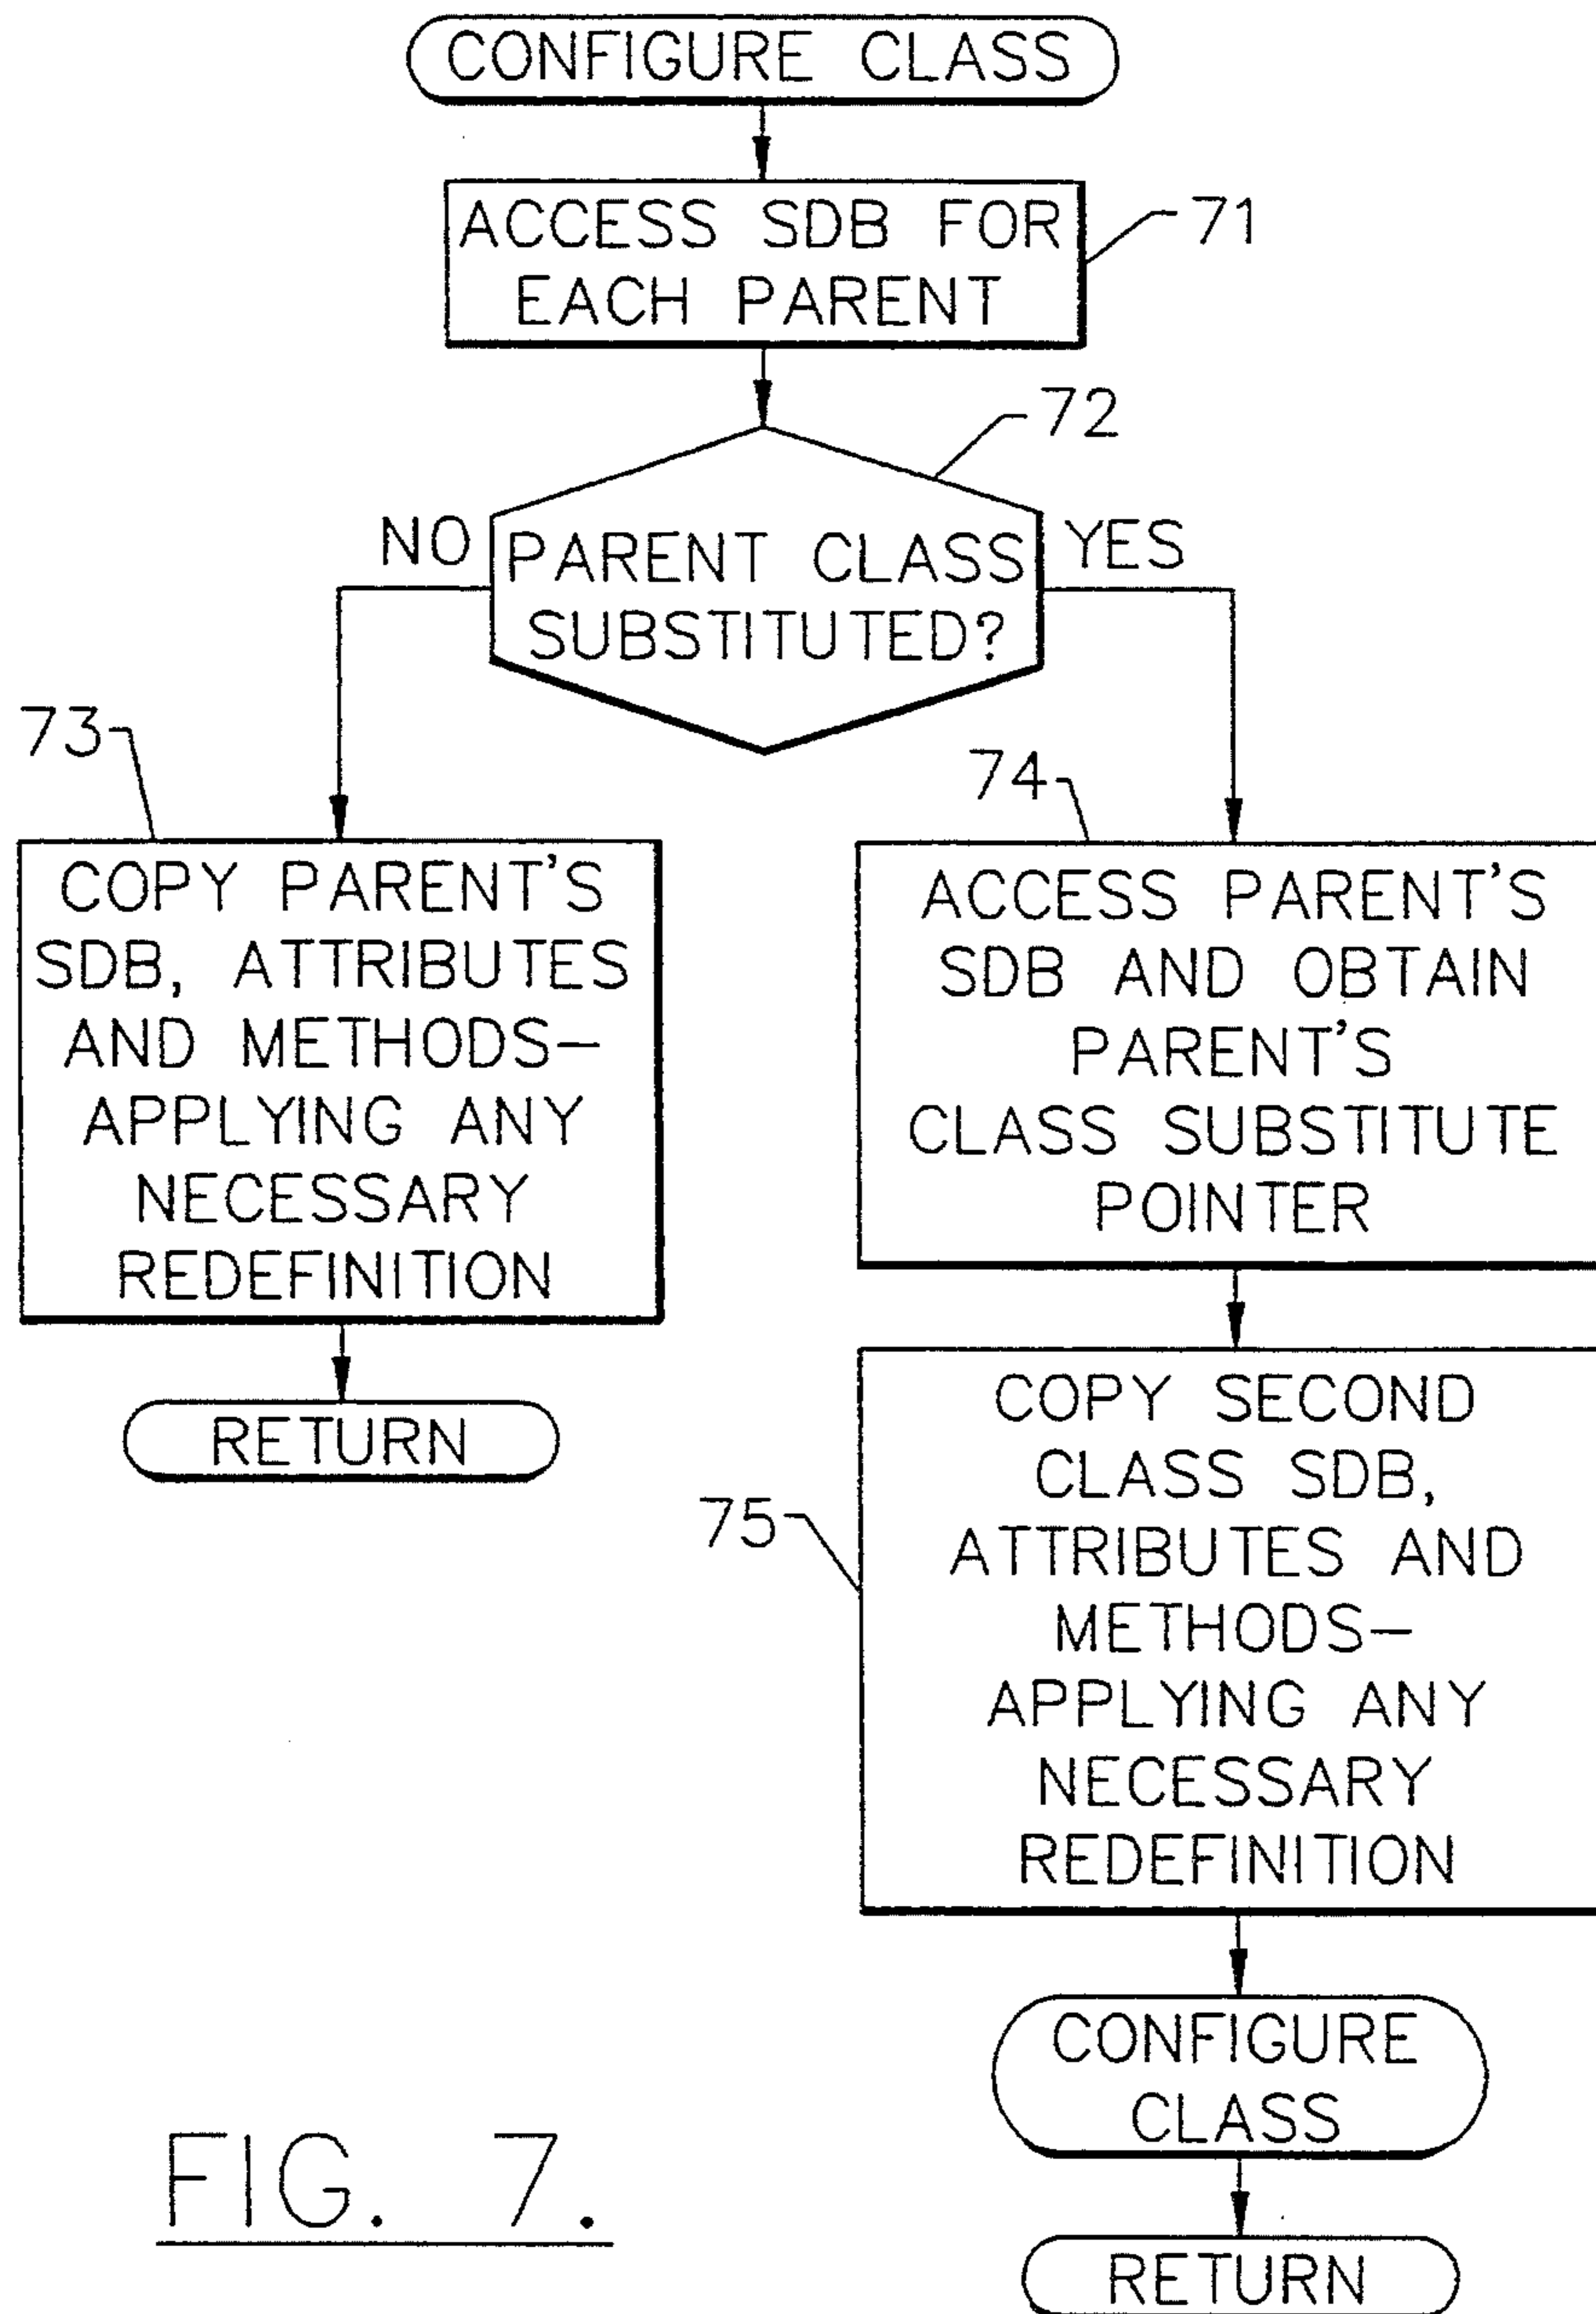 CONFIGURE CLASS
ACCESS SDB FOR
EACH PARENT
71
72
NO
PARENT CLASS
SUBSTITUTED?
YES
73
COPY PARENT'S
SDB, ATTRIBUTES
AND METHODS—
APPLYING ANY
NECESSARY
REDEFINITION
RETURN
74
ACCESS PARENT'S
SDB AND OBTAIN
PARENT'S
CLASS SUBSTITUTE
POINTER
75
COPY SECOND
CLASS SDB,
ATTRIBUTES AND
METHODS—
APPLYING ANY
NECESSARY
REDEFINITION
CONFIGURE
CLASS
RETURN
FIG. 7.